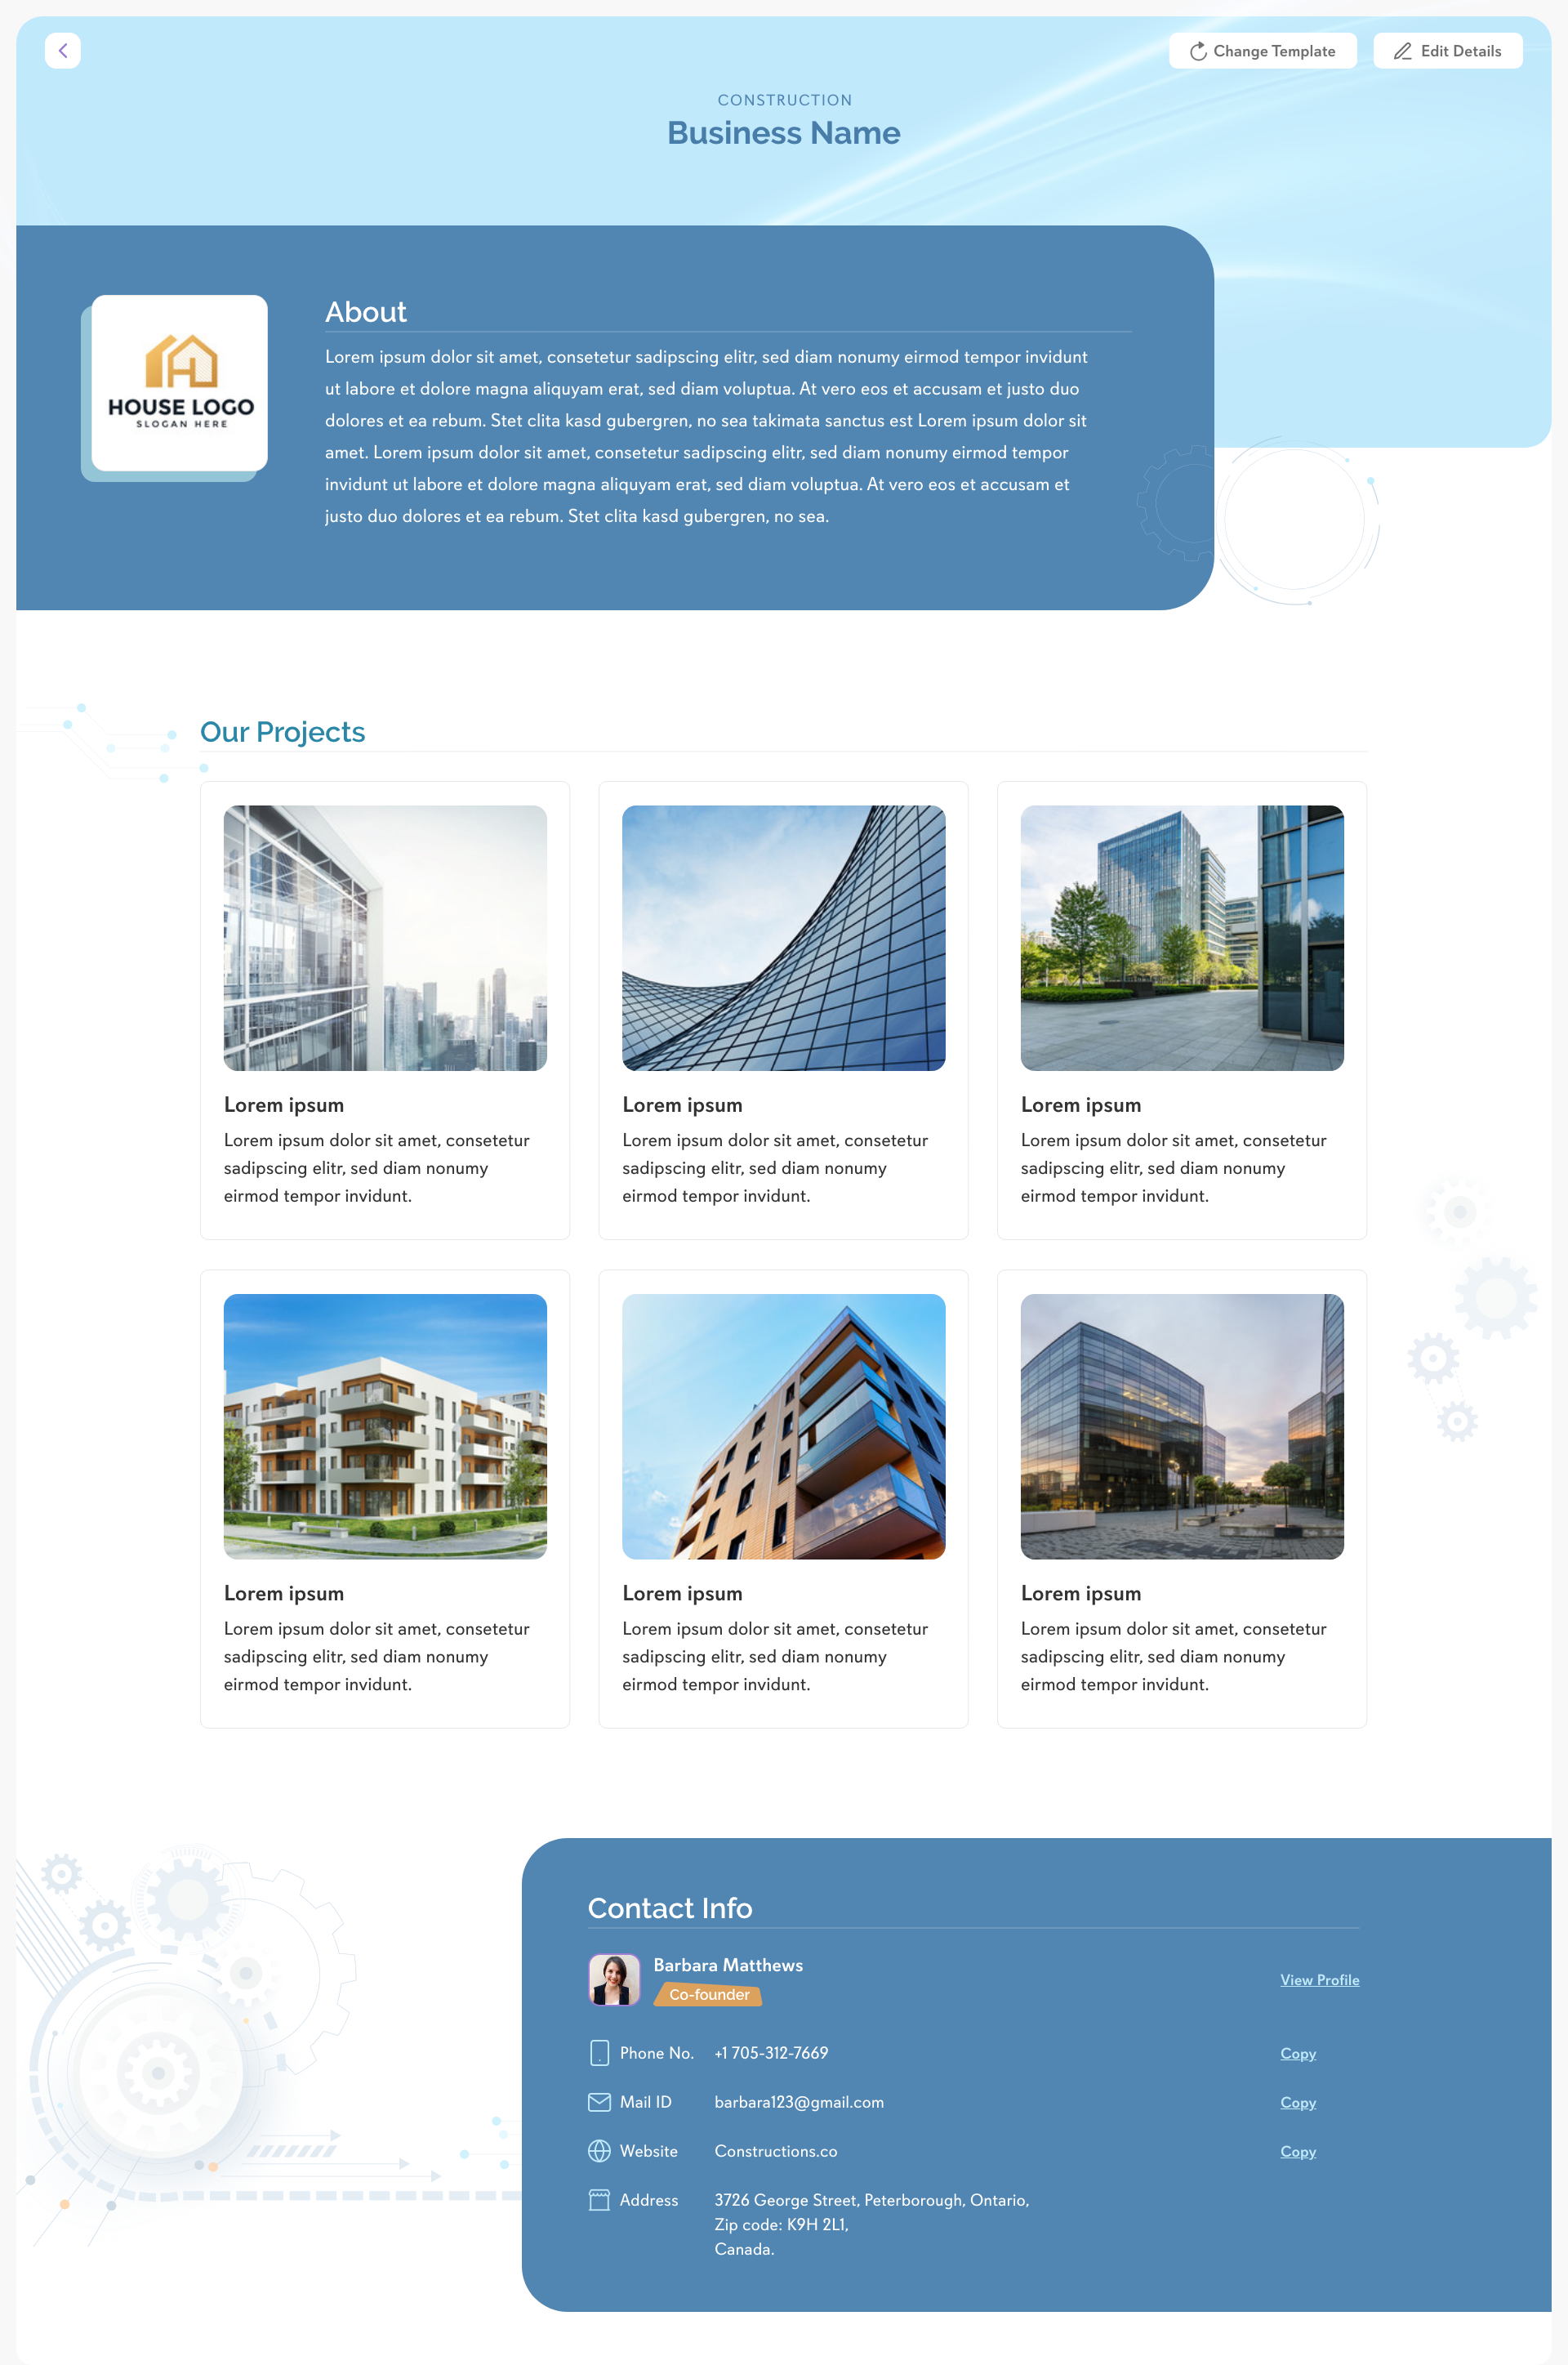 Change Template
Edit Details
CONSTRUCTION
Business Name
HOUSE LOGO
SLOGAN HERE
About
Lorem ipsum dolor sit amet, consetetur sadipscing elitr, sed diam nonumy eirmod tempor invidunt
ut labore et dolore magna aliquyam erat, sed diam voluptua. At vero eos et accusam et justo duo
dolores et ea rebum. Stet clita kasd gubergren, no sea takimata sanctus est Lorem ipsum dolor sit
amet. Lorem ipsum dolor sit amet, consetetur sadipscing elitr, sed diam nonumy eirmod tempor
invidunt ut labore et dolore magna aliquyam erat, sed diam voluptua. At vero eos et accusam et
justo duo dolores et ea rebum. Stet clita kasd gubergren, no sea.
Our Projects
Lorem ipsum
Lorem ipsum dolor sit amet, consetetur
sadipscing elitr, sed diam nonumy
eirmod tempor invidunt.
Lorem ipsum
Lorem ipsum dolor sit amet, consetetur
sadipscing elitr, sed diam nonumy
eirmod tempor invidunt.
Lorem ipsum
Lorem ipsum dolor sit amet, consetetur
sadipscing elitr, sed diam nonumy
eirmod tempor invidunt.
Lorem ipsum
Lorem ipsum dolor sit amet, consetetur
sadipscing elitr, sed diam nonumy
eirmod tempor invidunt.
Lorem ipsum
Lorem ipsum dolor sit amet, consetetur
sadipscing elitr, sed diam nonumy
eirmod tempor invidunt.
Lorem ipsum
Lorem ipsum dolor sit amet, consetetur
sadipscing elitr, sed diam nonumy
eirmod tempor invidunt.
Contact Info
Barbara Matthews
Co-founder
View Profile
Phone No. +1 705-312-7669 Copy
Mail ID barbara123@gmail.com Copy
Website Constructions.co Copy
Address 3726 George Street, Peterborough, Ontario,
Zip code: K9H 2L1,
Canada.